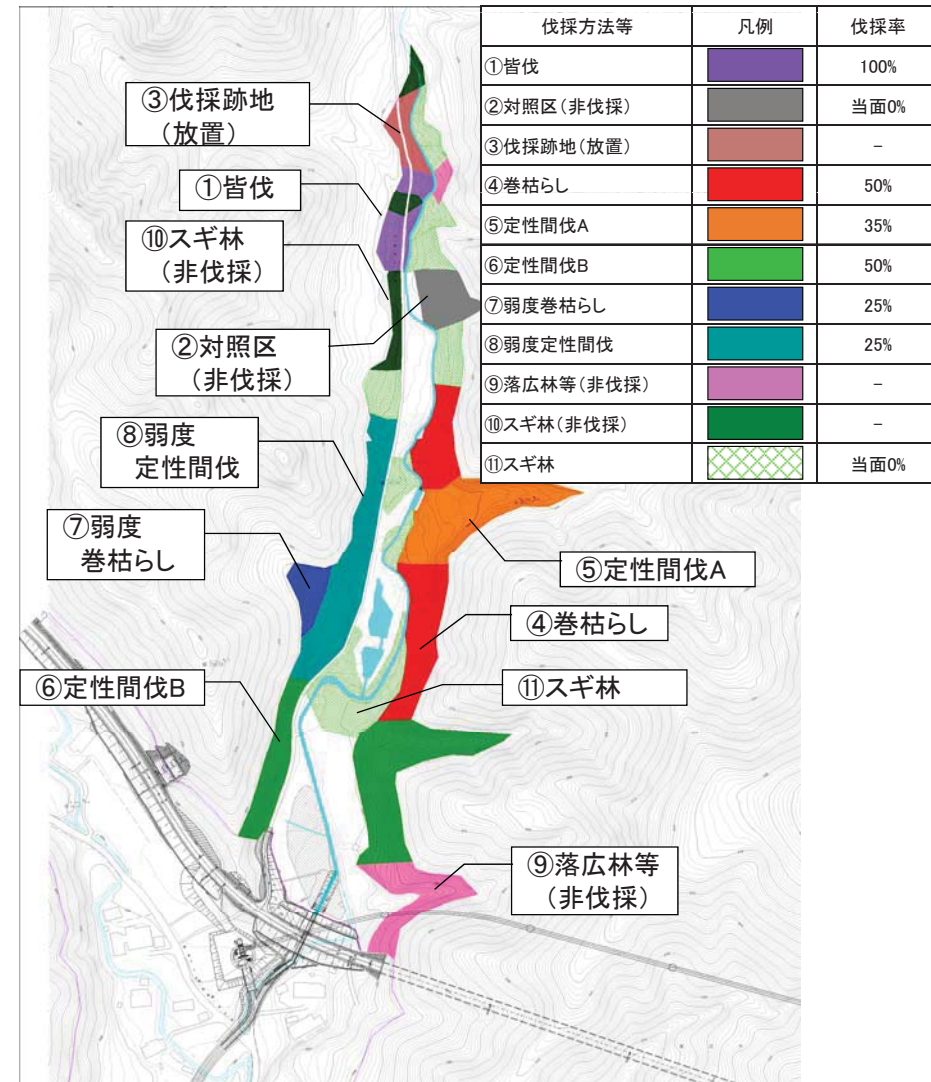 伐採方法等 凡例 伐採率
①皆伐 100%
②対照区(非伐採) 当面0%
③伐採跡地(放置) －
④巻枯らし 50%
⑤定性間伐A 35%
⑥定性間伐B 50%
⑦弱度巻枯らし 25%
⑧弱度定性間伐 25%
⑨落広林等(非伐採) －
⑩スギ林(非伐採) －
⑪スギ林 当面0%
③伐採跡地
(放置)
①皆伐
⑩スギ林
(非伐採)
②対照区
(非伐採)
⑧弱度
定性間伐
⑦弱度
巻枯らし
⑤定性間伐A
④巻枯らし
⑥定性間伐B
⑪スギ林
⑨落広林等
(非伐採)